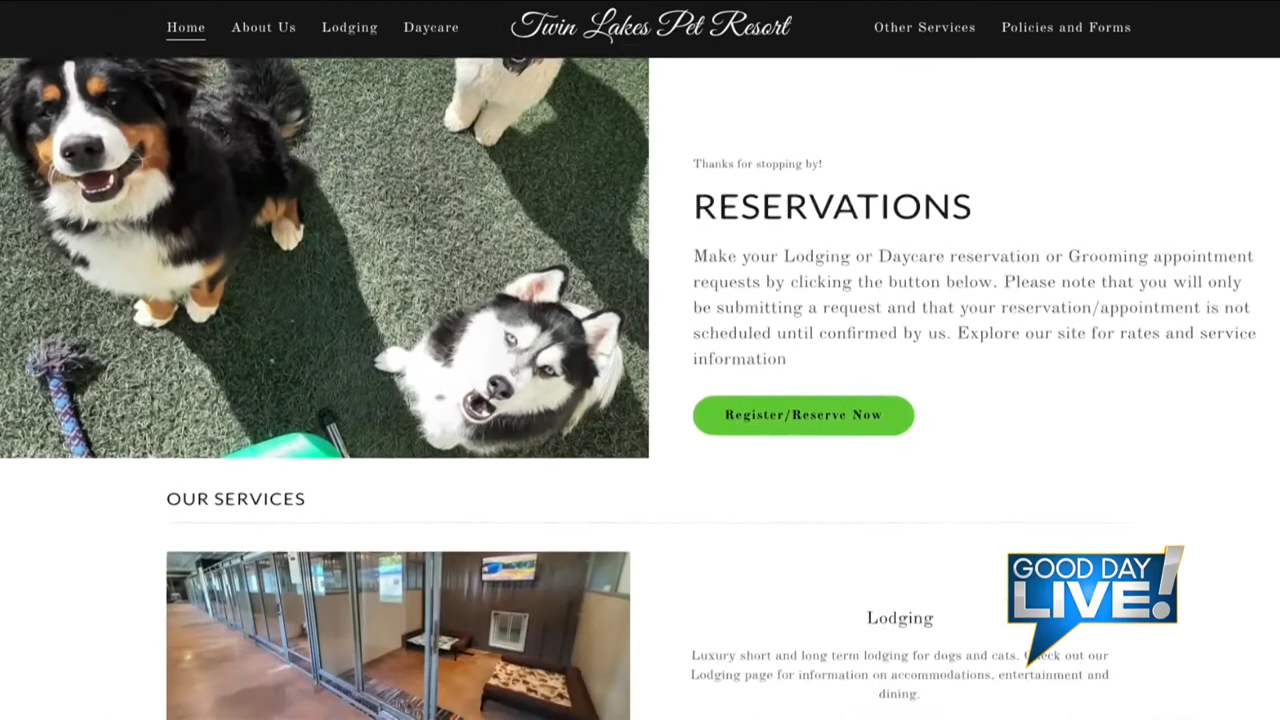 Home About Us Lodging Daycare Twin Lakes Pet Resort Other Services Policies and Forms
Thanks for stopping by!
RESERVATIONS
Make your Lodging or Daycare reservation or Grooming appointment
requests by clicking the button below. Please note that you will only
be submitting a request and that your reservation/appointment is not
scheduled until confirmed by us. Explore our site for rates and service
information
Register/Reserve Now
OUR SERVICES
GOOD DAY
LIVE!
Lodging
Luxury short and long term lodging for dogs and cats. out our
Lodging page for information on accommodations, entertainment and
dining.